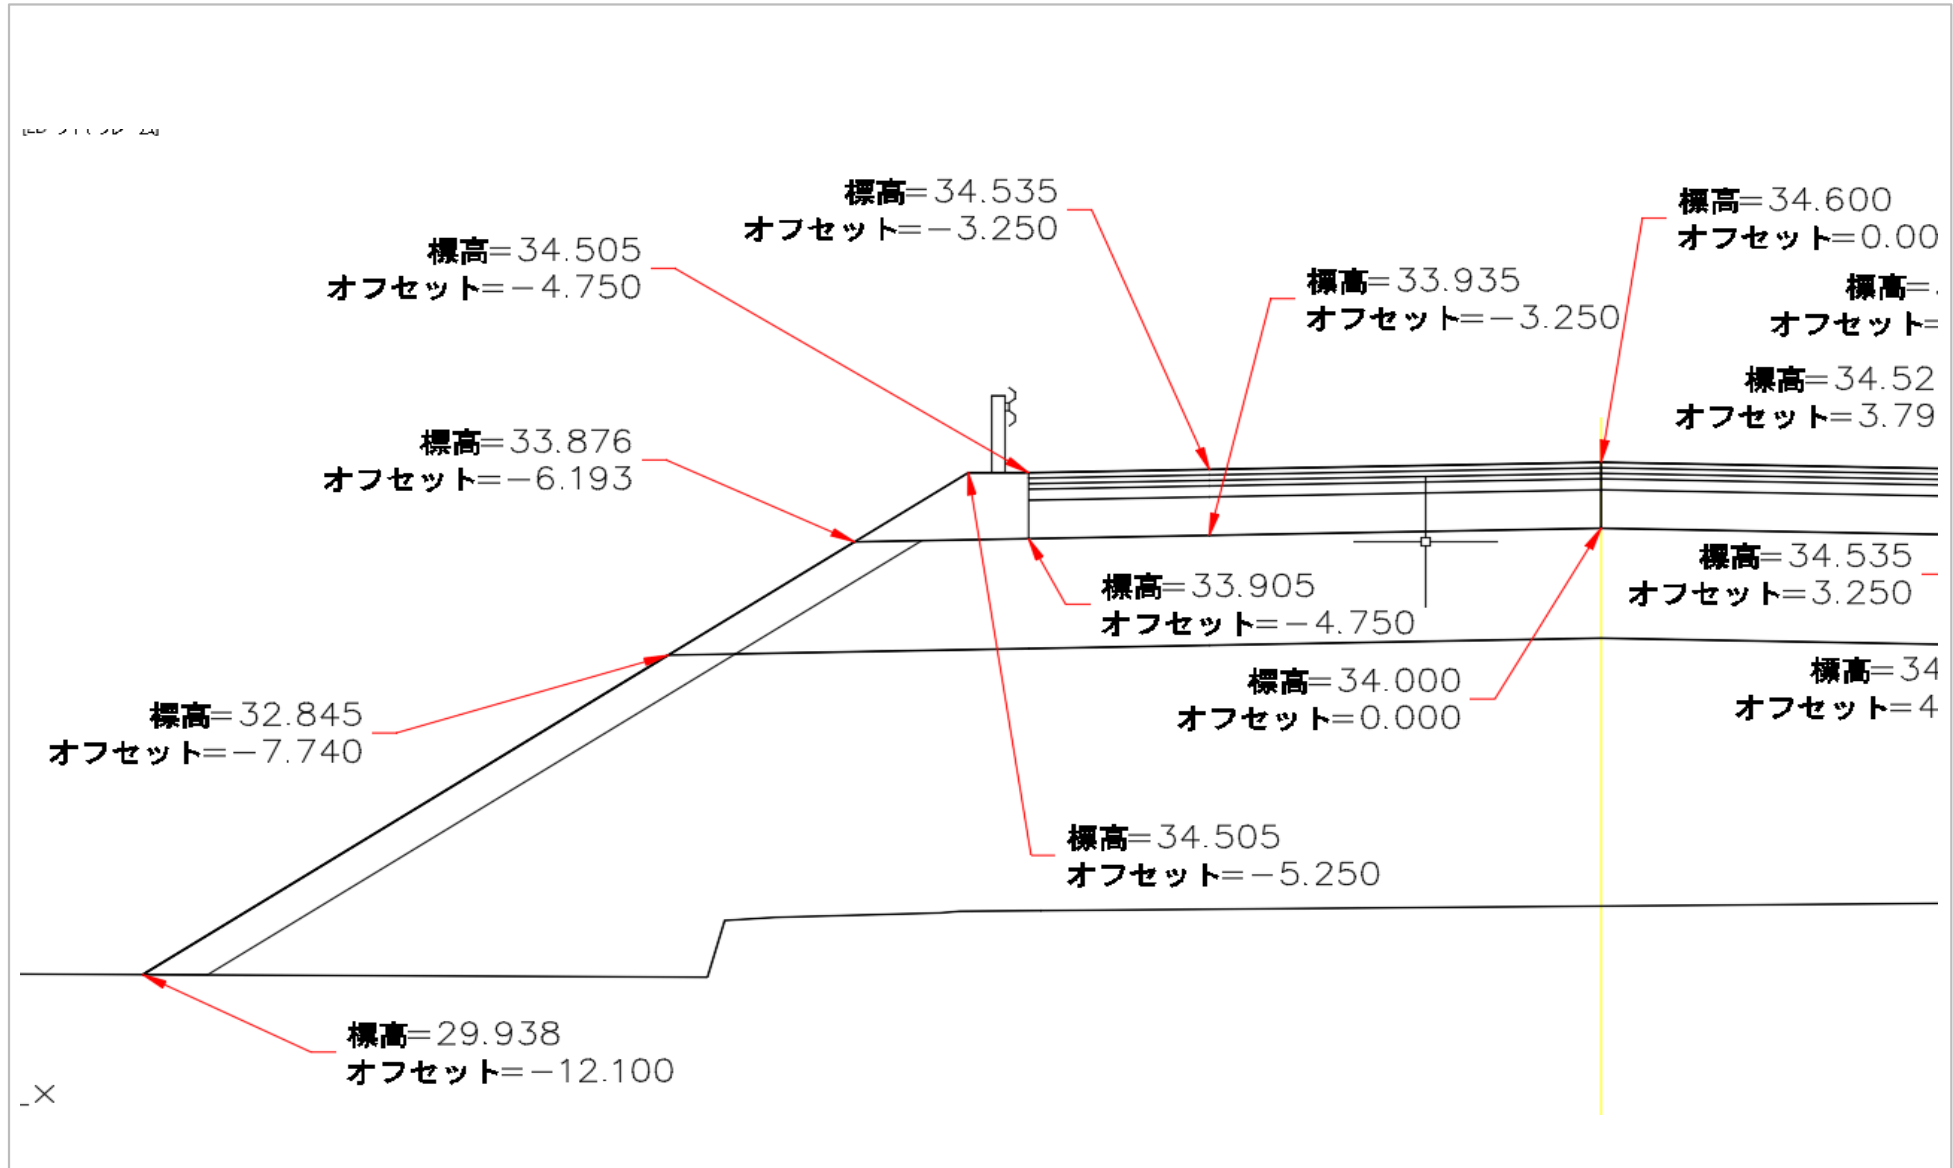 標高=34.535
オフセット=-3.250
標高=34.600
オフセット=0.00
標高=34.505
オフセット=-4.750
標高=33.935
オフセット=-3.250
標高=
オフセット=
標高=34.52
オフセット=3.79
標高=33.876
オフセット=-6.193
標高=33.905
オフセット=-4.750
標高=34.535
オフセット=3.250
標高=34.000
オフセット=0.000
標高=34
オフセット=4
標高=32.845
オフセット=-7.740
標高=34.505
オフセット=-5.250
標高=29.938
オフセット=-12.100
X